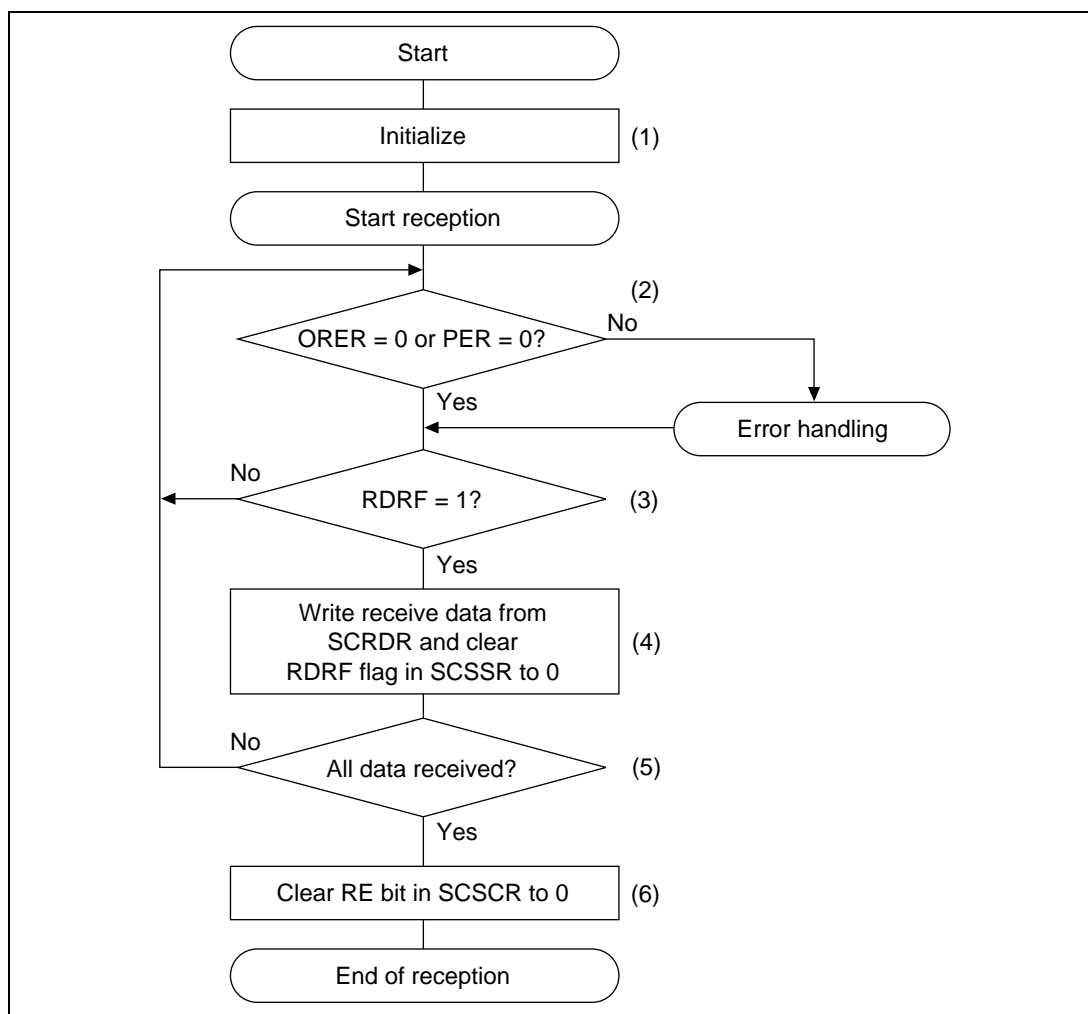 Start
Initialize
(1)
Start reception
(2)
ORER = 0 or PER = 0?
No
Yes
Error handling
No
RDRF = 1?
(3)
Yes
Write receive data from
SCRDR and clear
RDRF flag in SCSSR to 0
(4)
No
All data received?
(5)
Yes
Clear RE bit in SCSCR to 0
(6)
End of reception